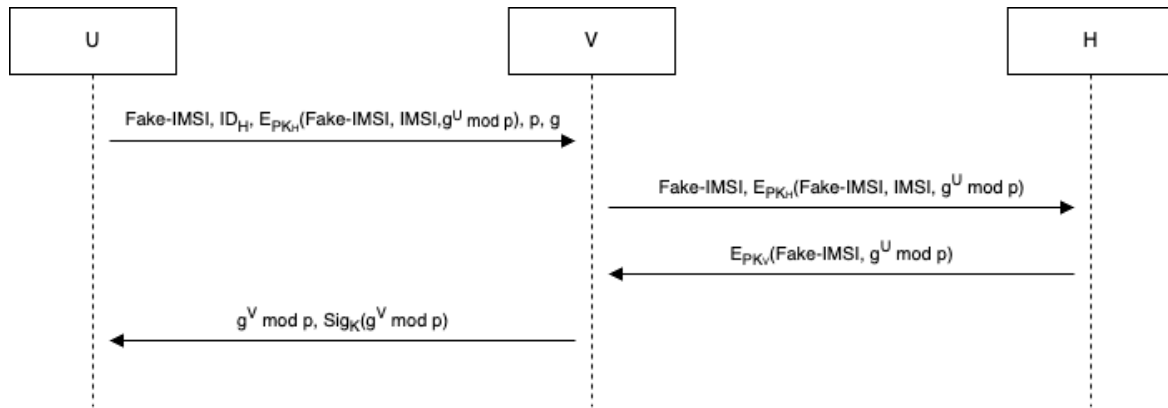 U
V
H
Fake-IMSI, ID_H, E_PK_H(Fake-IMSI, IMSI,g^U mod p), p, g
Fake-IMSI, E_PK_H(Fake-IMSI, IMSI, g^U mod p)
E_PK_V(Fake-IMSI, g^U mod p)
g^V mod p, Sig_K(g^V mod p)